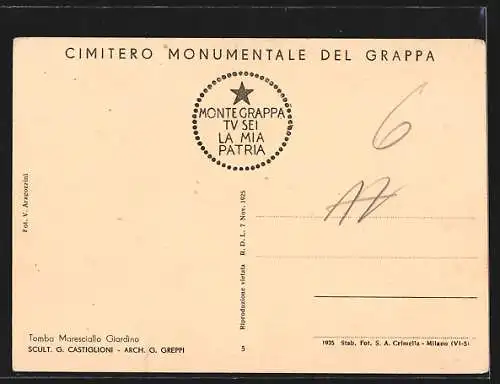 CIMITERO MONUMENTALE DEL GRAPPA
MONTE GRAPPA
TV SEI
LA MIA
PATRIA
6
Fot. V. Aragozzini
Riproduzione vietata R. D. L. 7 Nov. 1925
Tomba Maresciallo Giardino
SCULT. G. CASTIGLIONI - ARCH. G. GREPPI
5
1935 Stab. Fot. S. A. Crimella - Milano (VI-5)